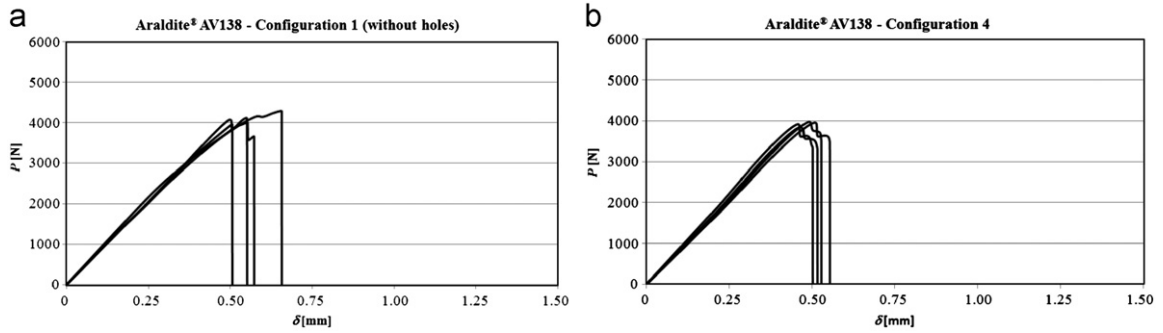 a
Araldite® AV138 - Configuration 1 (without holes)
6000
5000
4000
3000
2000
1000
0
P [N]
0 0.25 0.50 0.75 1.00 1.25 1.50
δ [mm]
b
Araldite® AV138 - Configuration 4
6000
5000
4000
3000
2000
1000
0
P [N]
0 0.25 0.50 0.75 1.00 1.25 1.50
δ [mm]